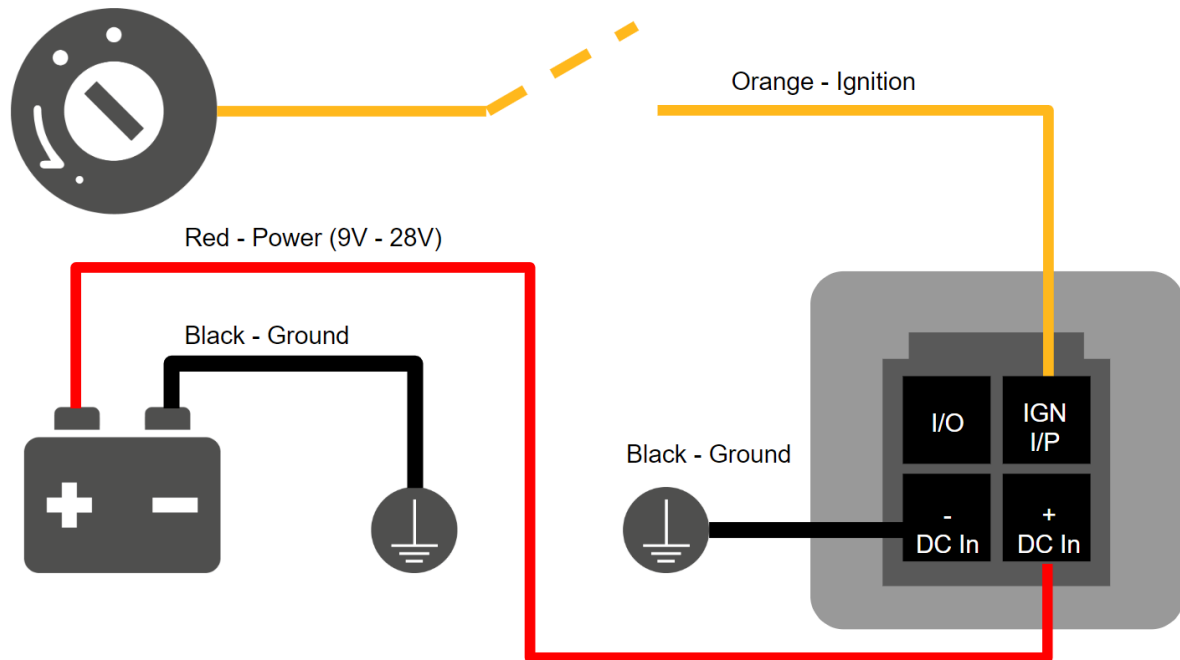 Orange - Ignition
Red - Power (9V - 28V)
Black - Ground
I/O
IGN
I/P
Black - Ground
-
DC In
+
DC In